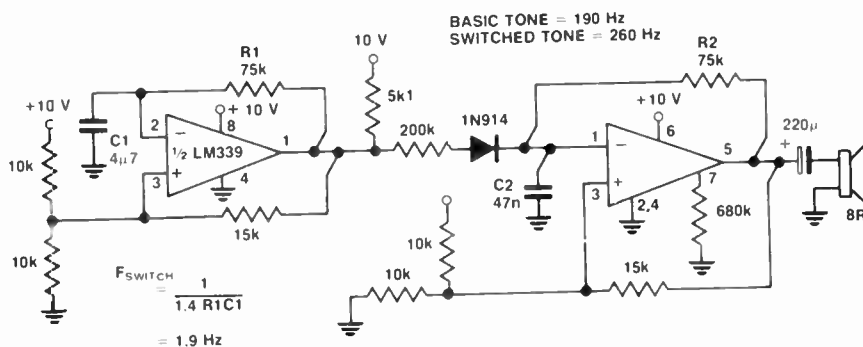 BASIC TONE = 190 Hz
SWITCHED TONE = 260 Hz
10 V
R1
75k
R2
75k
+10 V
C1
4μ7
+ 10 V
5k1
1N914
+10 V
220μ
+
10k
2
8
½ LM339
1
200k
1
6
5
3
4
C2
47n
3
7
2,4
8R
15k
10k
680k
10k
10k
15k
F SWITCH
= 1
1.4 R1C1
= 1.9 Hz